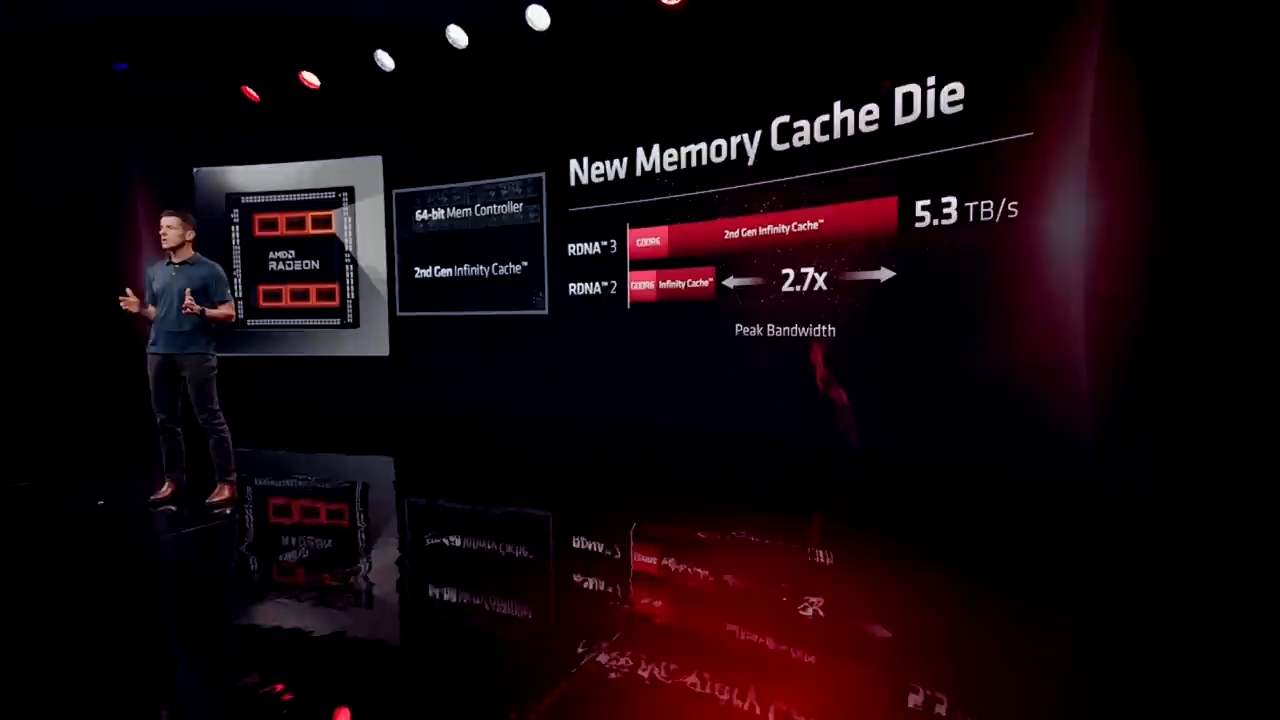 New Memory Cache Die
AMD
RADEON
64-bit Mem Controller
2nd Gen Infinity Cache™
RDNA™ 3
GDDR6
2nd Gen Infinity Cache™
5.3 TB/s
RDNA™ 2
GDDR6
Infinity Cache™
2.7x
Peak Bandwidth